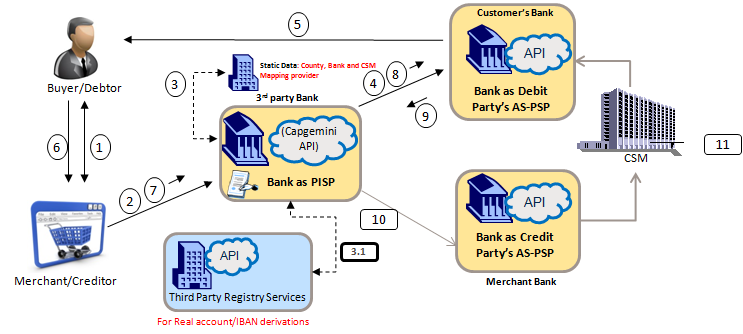 Customer's Bank
5
API
Static Data: County, Bank and CSM
Mapping provider
3
4
8
Buyer/Debtor
3rd party Bank
Bank as Debit
Party's AS-PSP
9
(Capgemini
API)
6
1
11
CSM
Bank as PISP
2
7
API
10
Bank as Credit
Party's AS-PSP
3.1
API
Merchant/Creditor
Merchant Bank
Third Party Registry Services
For Real account/IBAN derivations